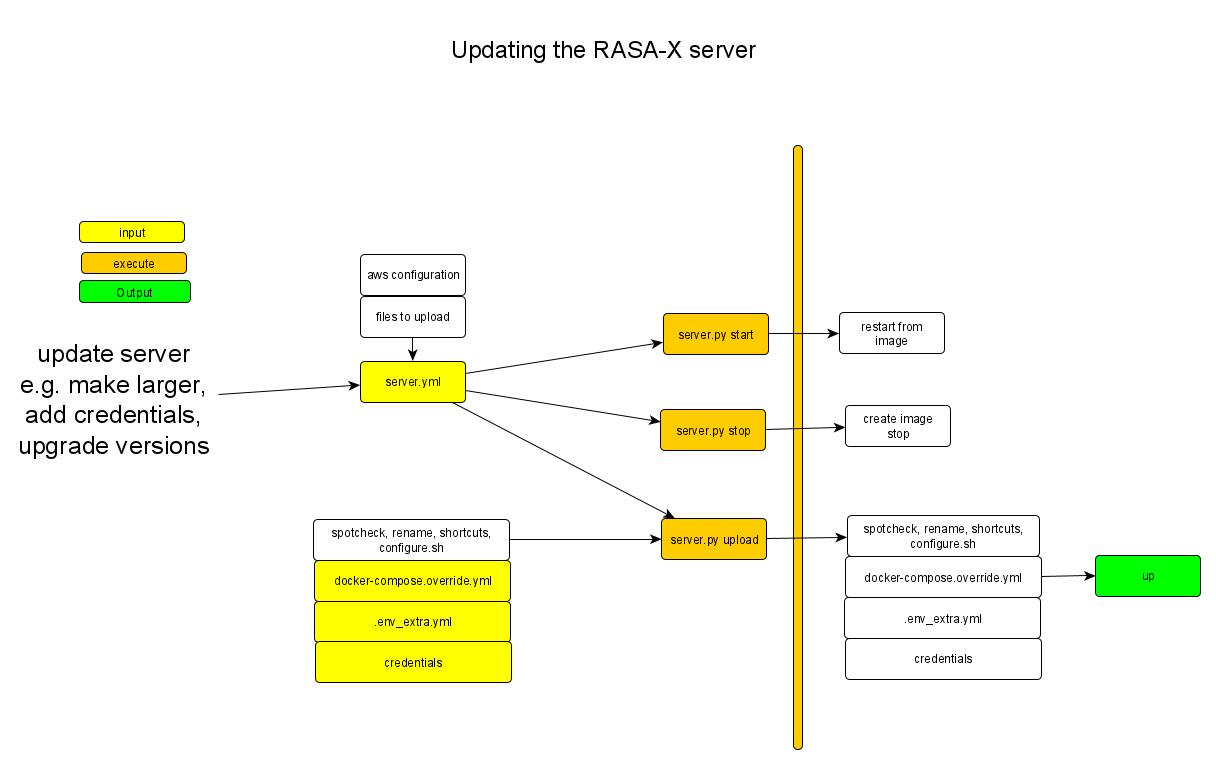 Updating the RASA-X server
input
execute
Output
update server
e.g. make larger,
add credentials,
upgrade versions
aws configuration
files to upload
server.yml
server.py start
restart from
image
server.py stop
create image
stop
spotcheck, rename, shortcuts,
configure.sh
docker-compose.override.yml
.env_extra.yml
credentials
server.py upload
spotcheck, rename, shortcuts,
configure.sh
docker-compose.override.yml
.env_extra.yml
credentials
up